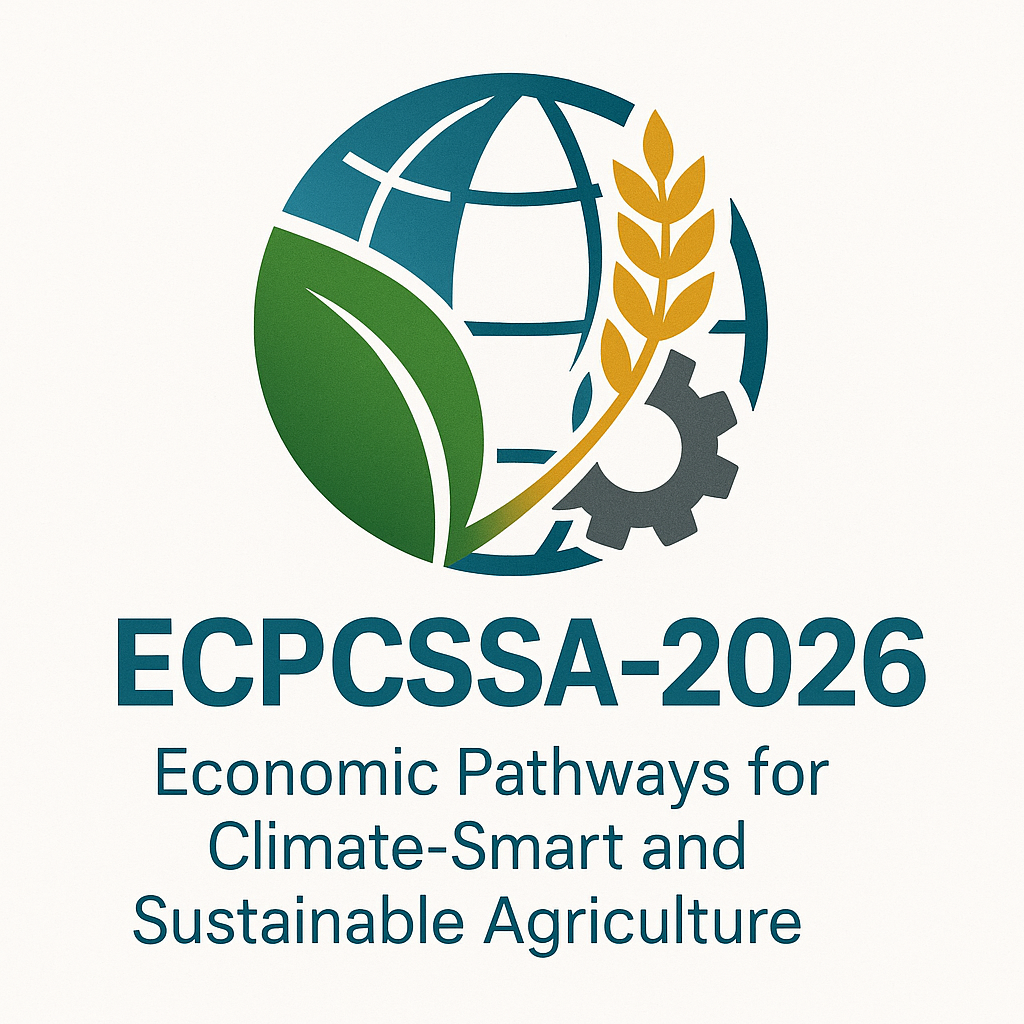 ECPCSSA-2026
Economic Pathways for
Climate-Smart and
Sustainable Agriculture